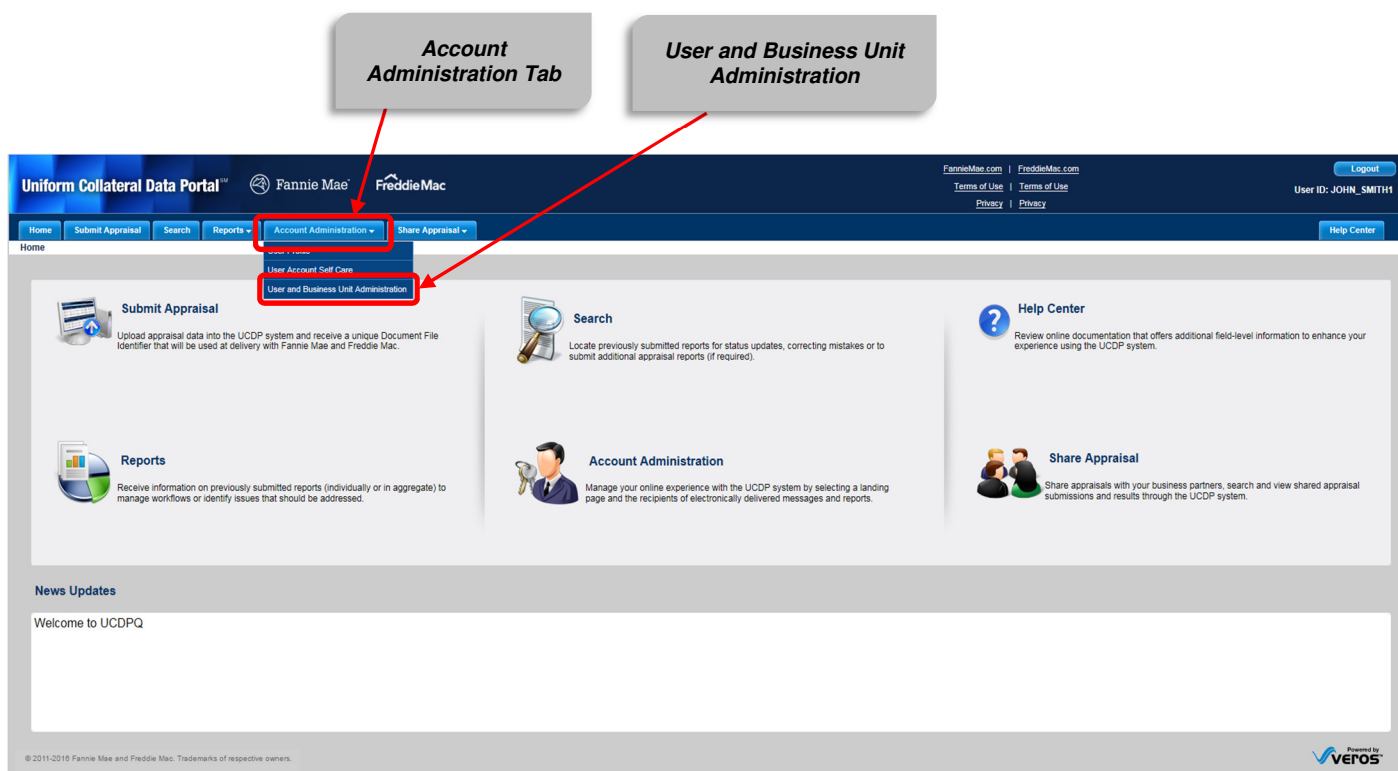 Account
Administration Tab
User and Business Unit
Administration
Uniform Collateral Data Portal℠
Fannie Mae®
Freddie Mac
FannieMae.com | FreddieMac.com
Terms of Use | Terms of Use
Privacy | Privacy
Logout
User ID: JOHN_SMITH1
Home Submit Appraisal Search Reports Account Administration Share Appraisal Help Center
Home
User Profile
User Account Self Care
User and Business Unit Administration
Submit Appraisal
Upload appraisal data into the UCDP system and receive a unique Document File
Identifier that will be used at delivery with Fannie Mae and Freddie Mac.
Search
Locate previously submitted reports for status updates, correcting mistakes or to
submit additional appraisal reports (if required).
Help Center
Review online documentation that offers additional field-level information to enhance your
experience using the UCDP system.
Reports
Receive information on previously submitted reports (individually or in aggregate) to
manage workflows or identify issues that should be addressed.
Account Administration
Manage your online experience with the UCDP system by selecting a landing
page and the recipients of electronically delivered messages and reports.
Share Appraisal
Share appraisals with your business partners, search and view shared appraisal
submissions and results through the UCDP system.
News Updates
Welcome to UCDPQ
© 2011-2016 Fannie Mae and Freddie Mac. Trademarks of respective owners.
Powered by
veros™